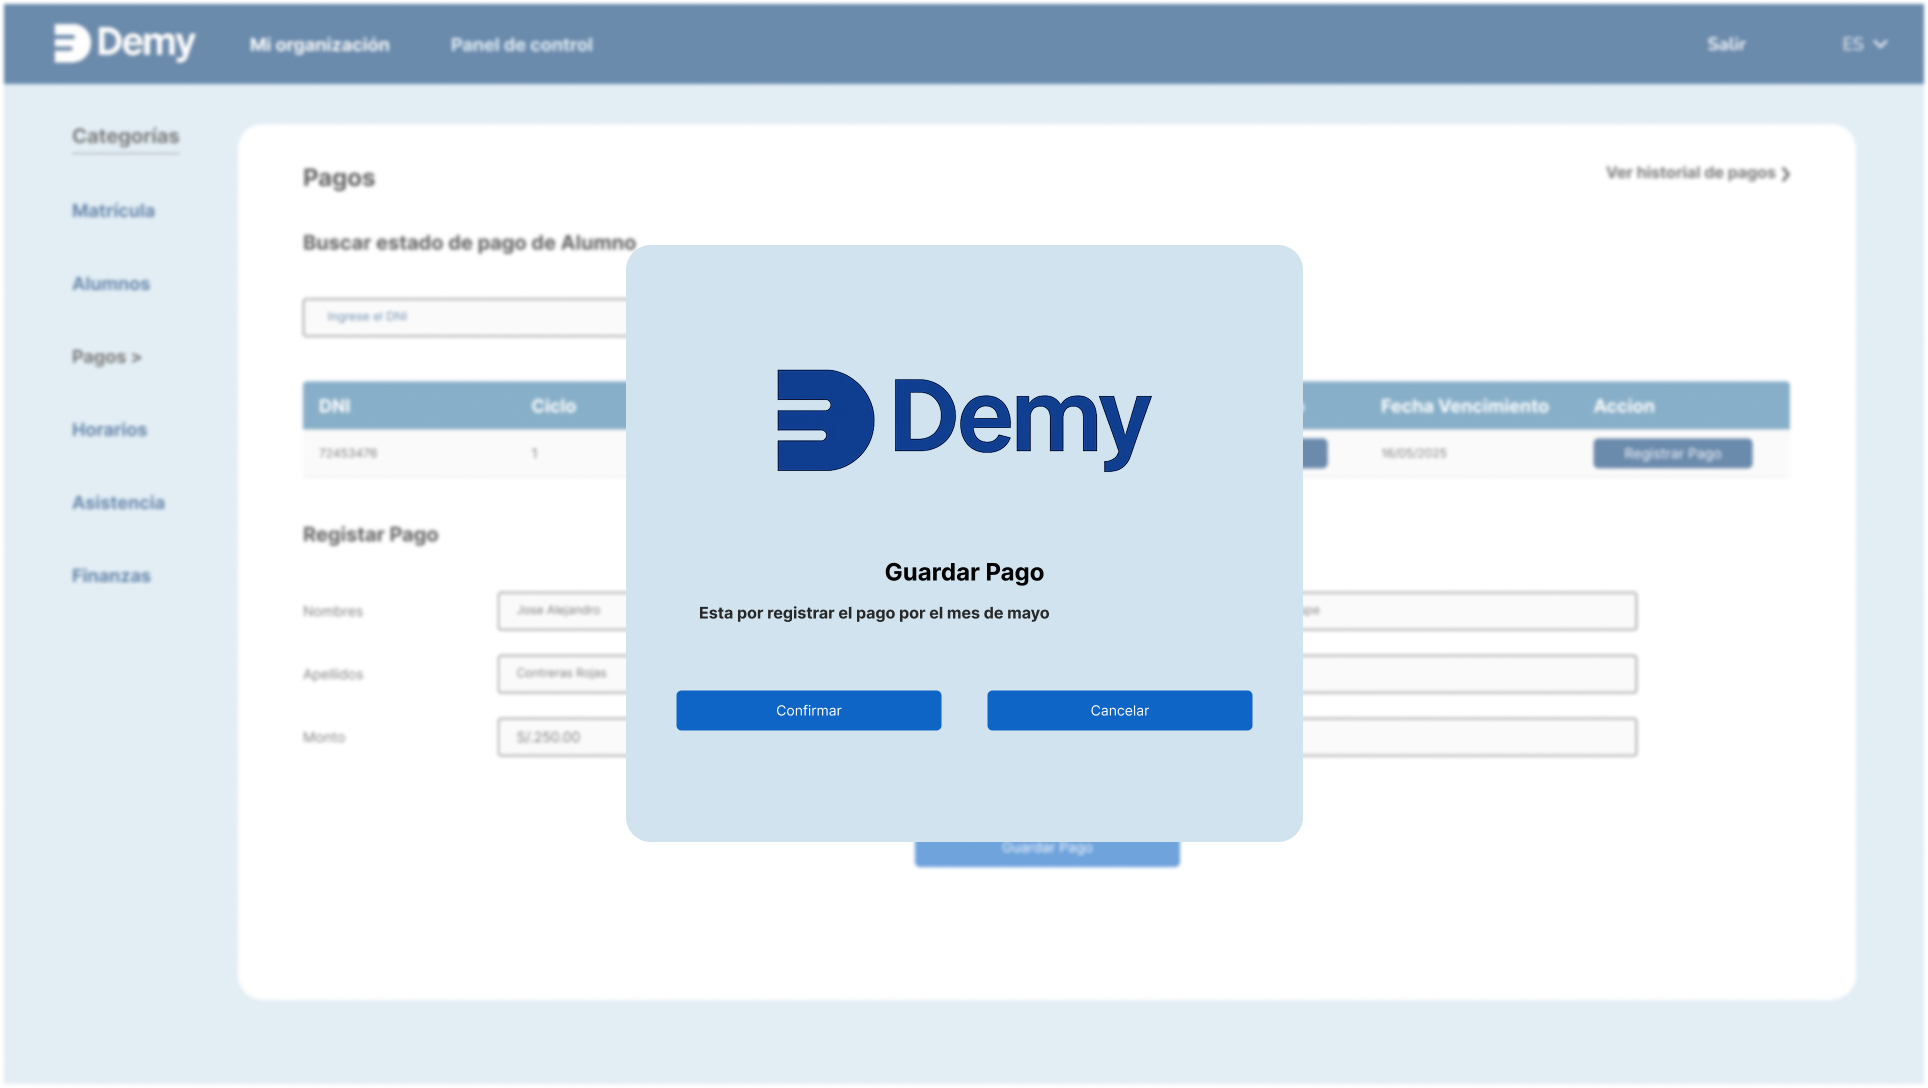 Demy
Mi organización
Panel de control
Salir
ES
Categorías
Matrícula
Alumnos
Pagos >
Horarios
Asistencia
Finanzas
Pagos
Ver historial de pagos
Buscar estado de pago de Alumno
Ingrese el DNI
DNI Ciclo Fecha Vencimiento Accion
72453476 1 16/05/2025 Registrar Pago
Registar Pago
Nombres Jose Alejandro
Apellidos Contreras Rojas
Monto S/.250.00
Guardar Pago
Demy
Guardar Pago
Esta por registrar el pago por el mes de mayo
Confirmar
Cancelar